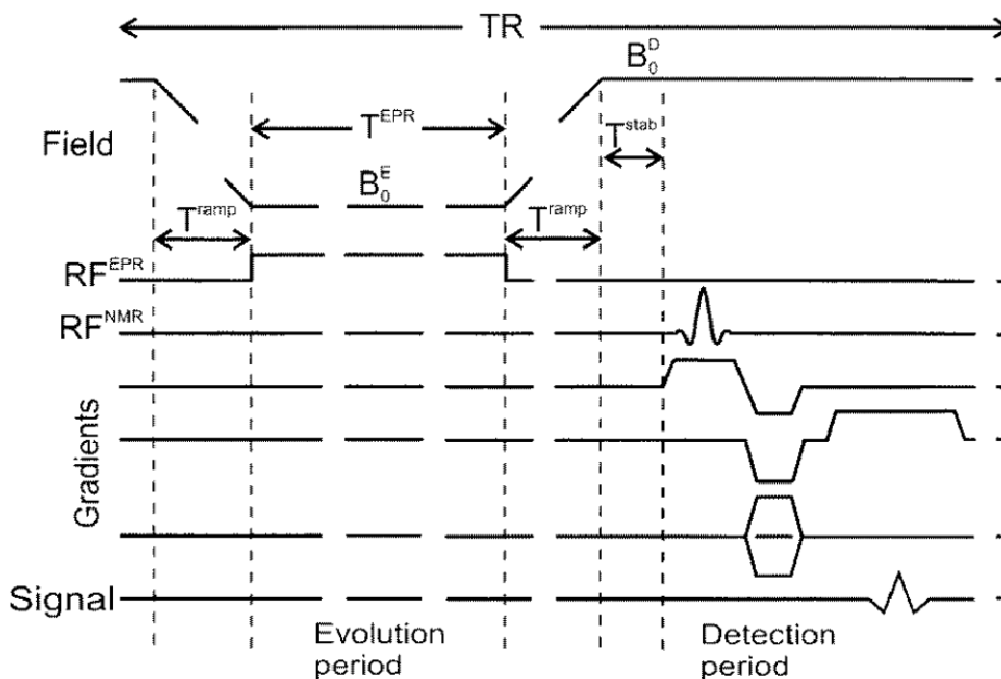 TR
B₀ᴰ
Tˢᵗᵃᵇ
Tᴱᴾᴿ
Field
B₀ᴱ
Tʳᵃᵐᵖ
Tʳᵃᵐᵖ
RFᴱᴾᴿ
RFᴺᴹᴿ
Gradients
Signal
Evolution
period
Detection
period